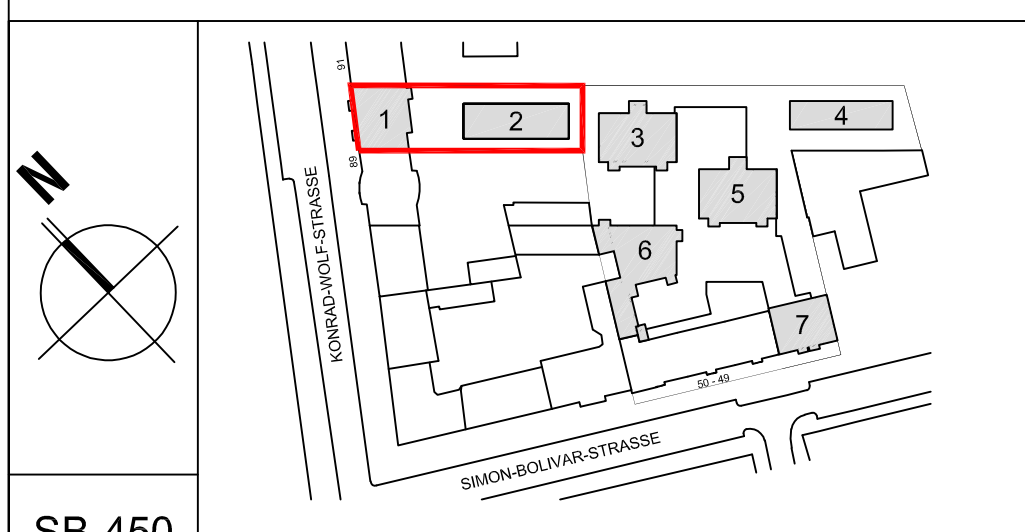 91
1
2
3
4
89
5
N
KONRAD-WOLF-STRASSE
6
7
50 - 49
SIMON-BOLIVAR-STRASSE
SB 450